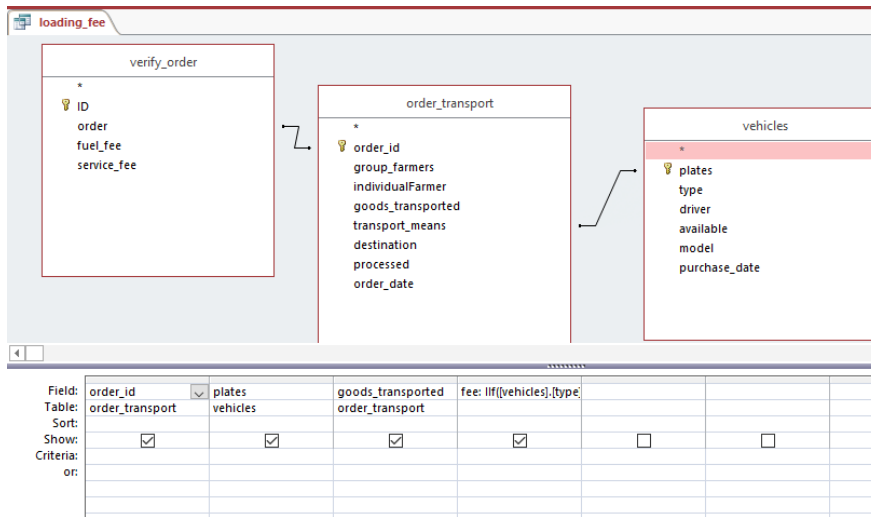 loading_fee
verify_order
*
ID
order
fuel_fee
service_fee
order_transport
*
order_id
group_farmers
individualFarmer
goods_transported
transport_means
destination
processed
order_date
vehicles
*
plates
type
driver
available
model
purchase_date
Field: order_id plates goods_transported fee: IIf([vehicles].[type]
Table: order_transport vehicles order_transport
Sort:
Show:
Criteria:
or: